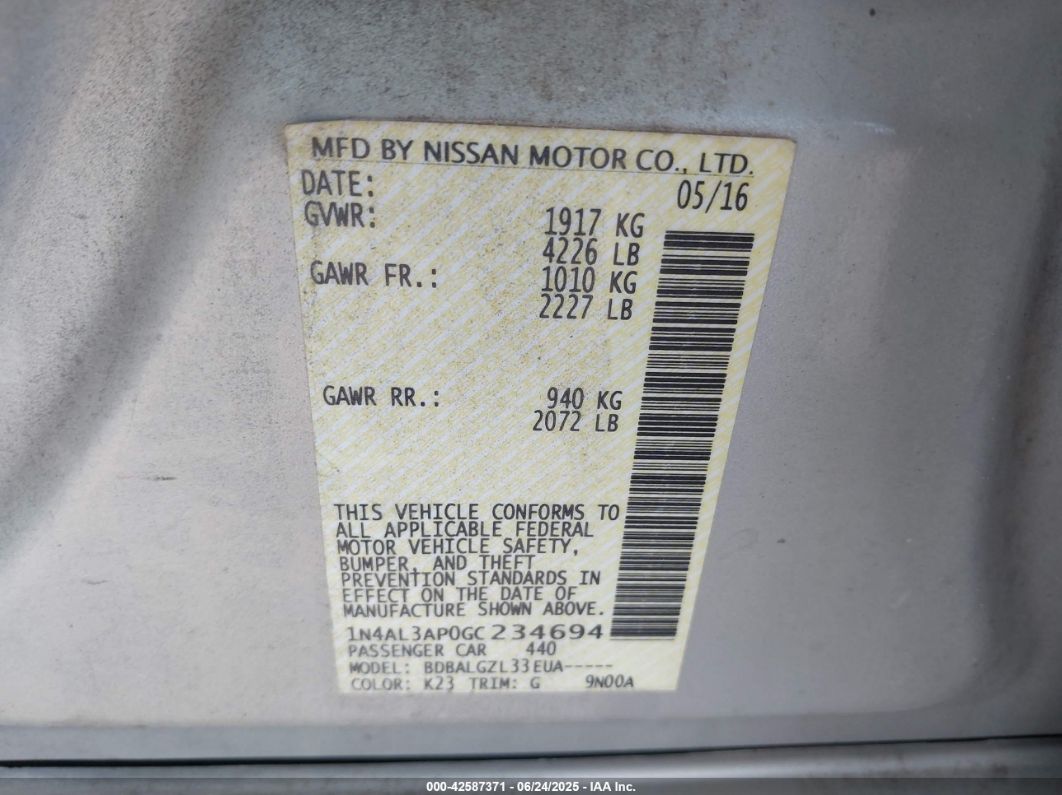 MFD BY NISSAN MOTOR CO., LTD.
DATE: 05/16
GVWR: 1917 KG
4226 LB
GAWR FR.: 1010 KG
2227 LB
GAWR RR.: 940 KG
2072 LB
THIS VEHICLE CONFORMS TO
ALL APPLICABLE FEDERAL
MOTOR VEHICLE SAFETY,
BUMPER, AND THEFT
PREVENTION STANDARDS IN
EFFECT ON THE DATE OF
MANUFACTURE SHOWN ABOVE.
1N4AL3AP0GC234694
PASSENGER CAR 440
MODEL: BDBALGZL33EUA-----
COLOR: K23 TRIM: G 9N00A
000-42587371 - 06/24/2025 - IAA Inc.